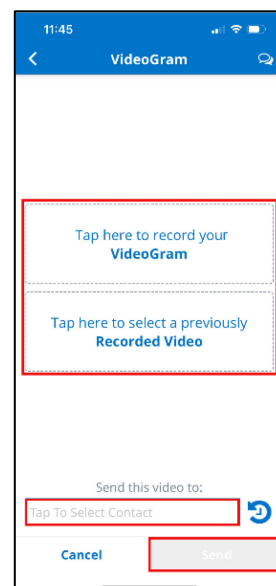 11:45
VideoGram
Tap here to record your
VideoGram
Tap here to select a previously
Recorded Video
Send this video to:
Tap To Select Contact
Cancel
Send